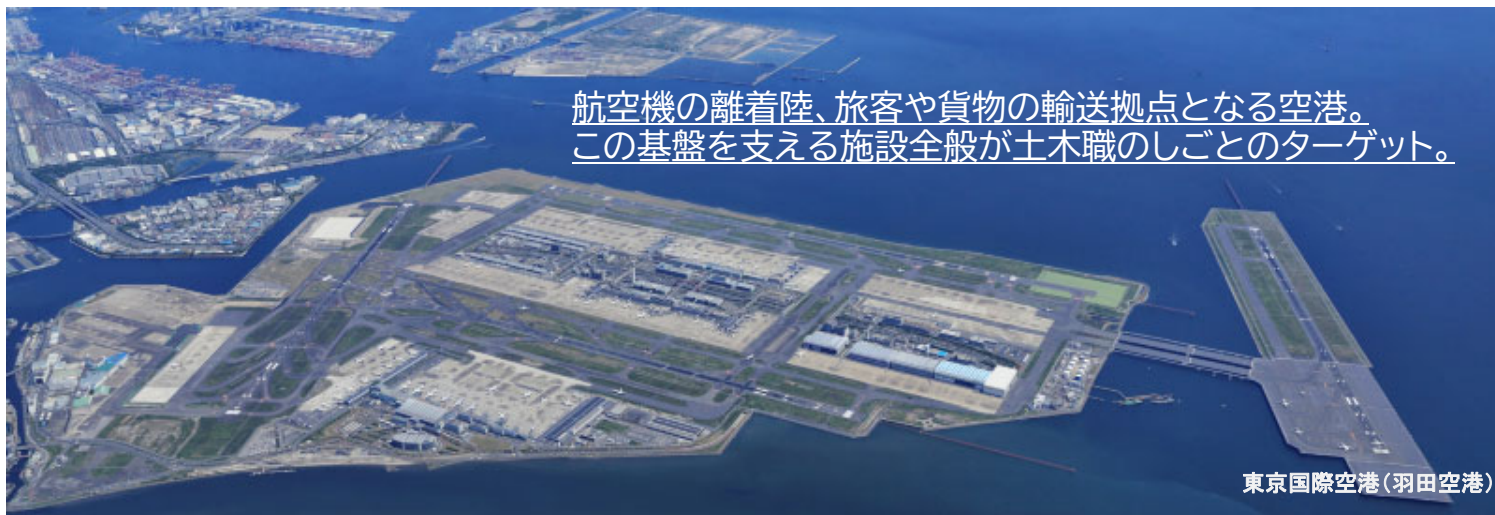 航空機の離着陸、旅客や貨物の輸送拠点となる空港。
この基盤を支える施設全般が土木職のしごとのターゲット。
東京国際空港(羽田空港)